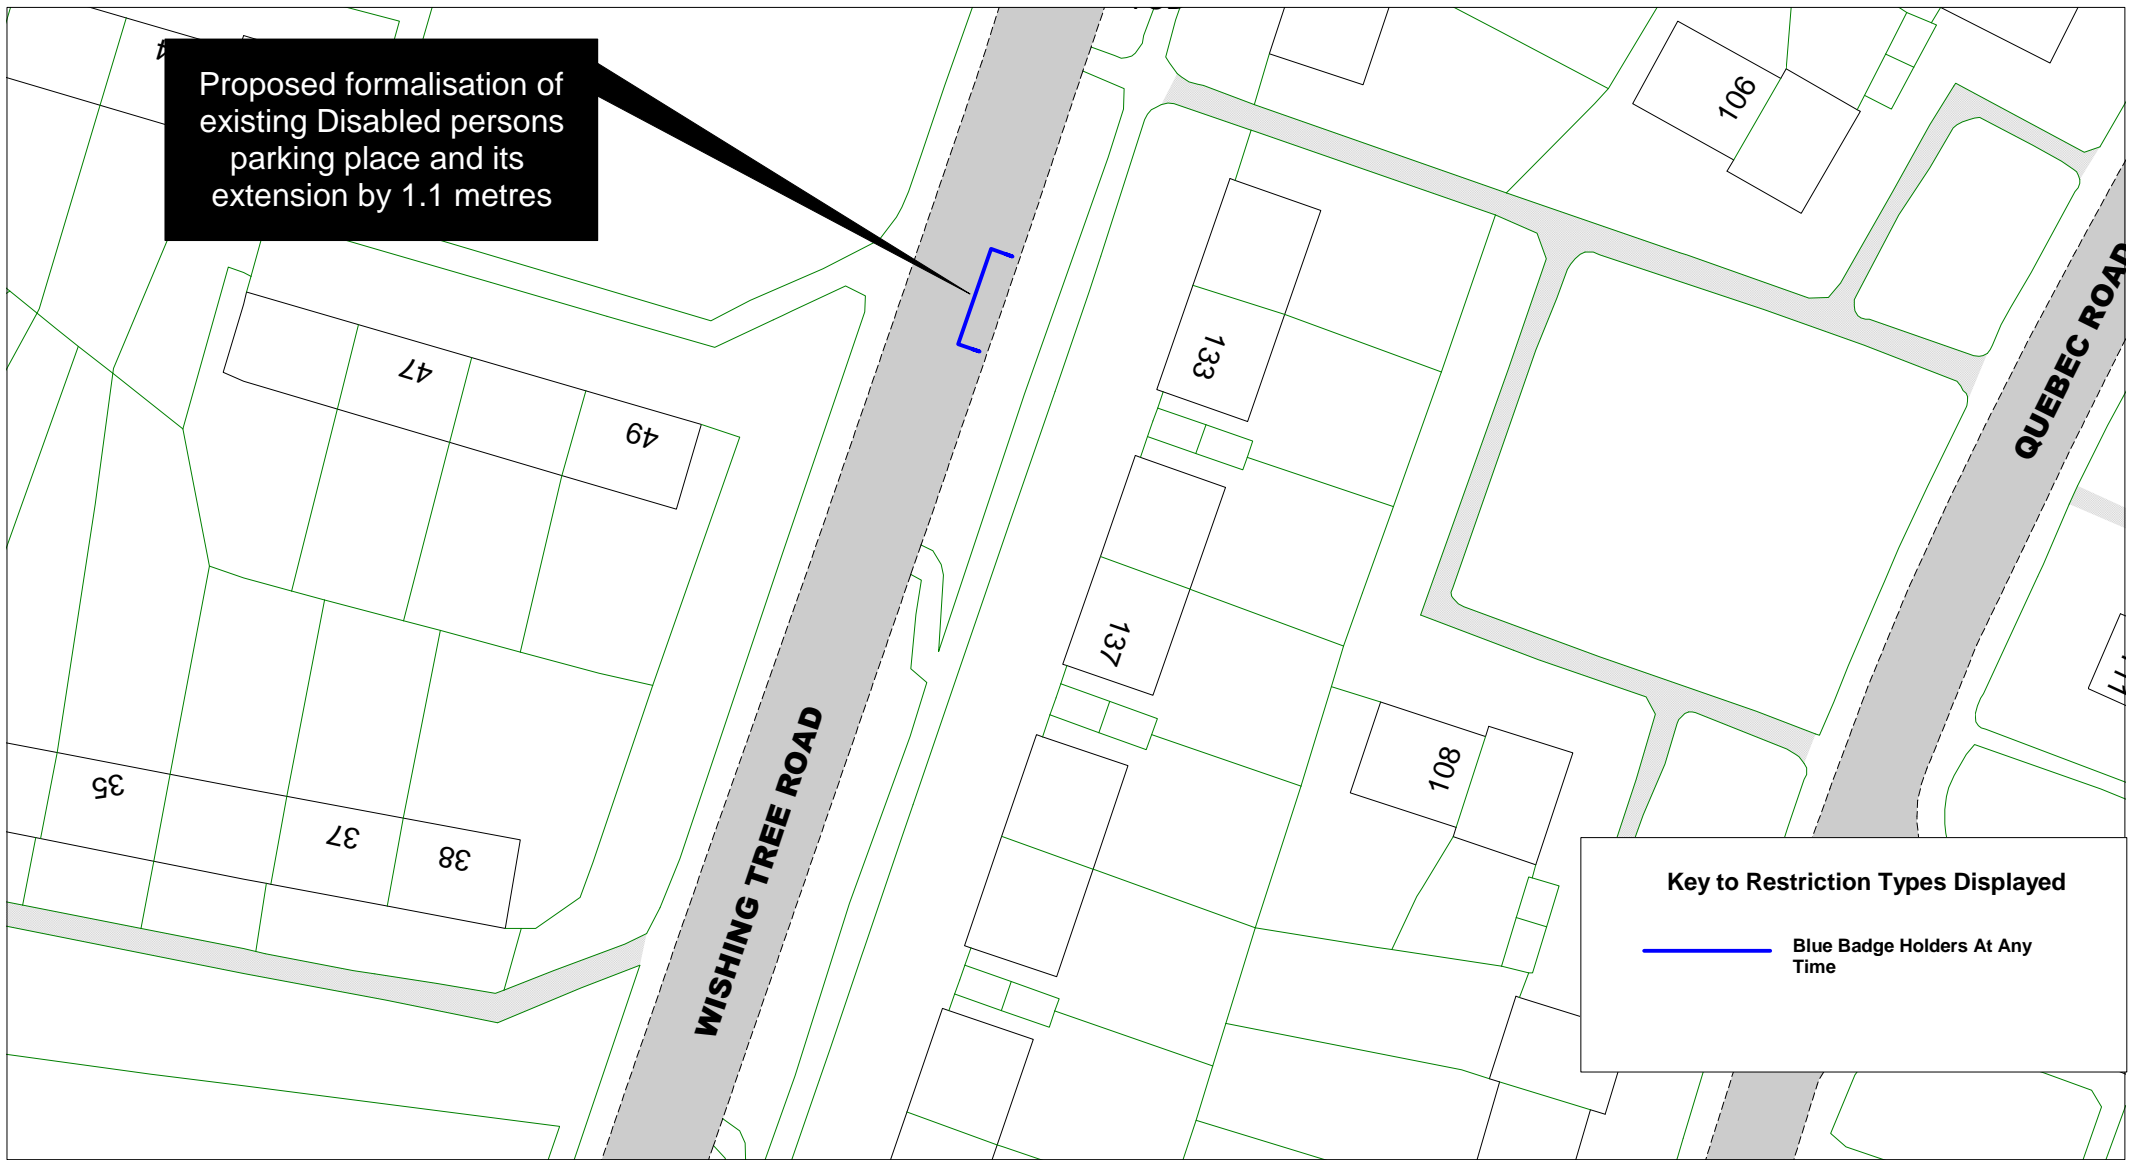 Proposed formalisation of
existing Disabled persons
parking place and its
extension by 1.1 metres
106
QUEBEC ROAD
133
47
49
137
108
35
37
38
WISHING TREE ROAD
Key to Restriction Types Displayed
Blue Badge Holders At Any
Time